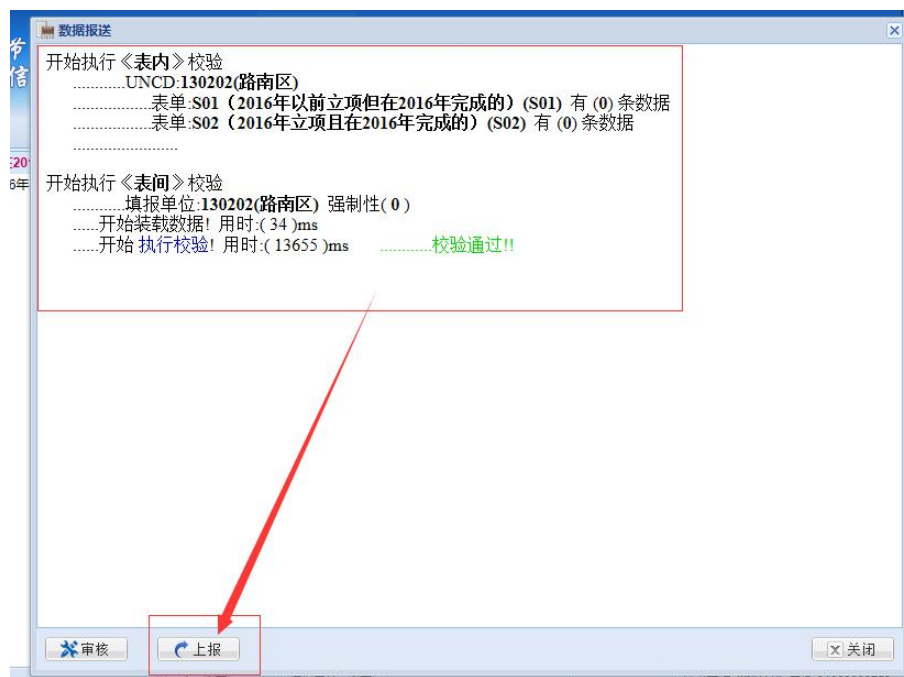 数据报送
节
信
开始执行《表内》校验
............UNCD:130202(路南区)
..................表单:S01（2016年以前立项但在2016年完成的）(S01) 有 (0) 条数据
..................表单:S02（2016年立项且在2016年完成的）(S02) 有 (0) 条数据
........................
开始执行《表间》校验
............填报单位:130202(路南区) 强制性( 0 )
......开始装载数据! 用时:( 34 )ms
......开始 执行校验! 用时:( 13655 )ms ............校验通过!!
审核
上报
关闭